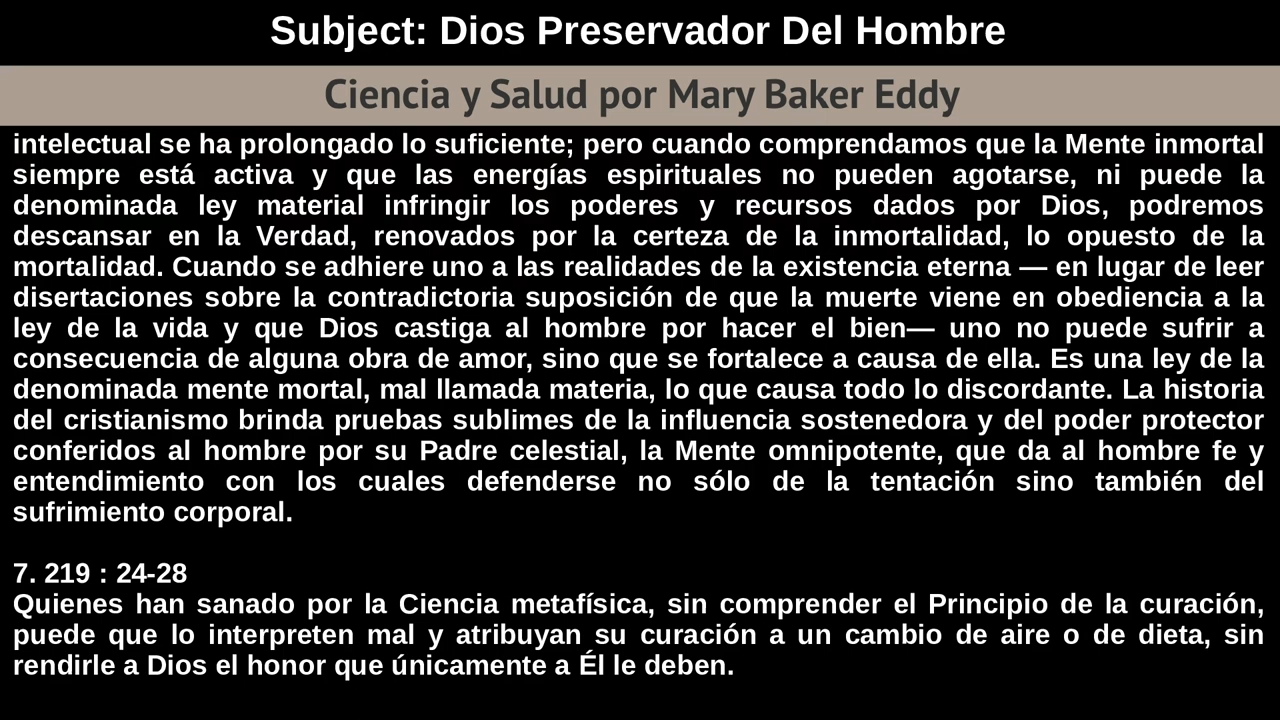 Subject: Dios Preservador Del Hombre
Ciencia y Salud por Mary Baker Eddy
intelectual se ha prolongado lo suficiente; pero cuando comprendamos que la Mente inmortal
siempre está activa y que las energías espirituales no pueden agotarse, ni puede la
denominada ley material infringir los poderes y recursos dados por Dios, podremos
descansar en la Verdad, renovados por la certeza de la inmortalidad, lo opuesto de la
mortalidad. Cuando se adhiere uno a las realidades de la existencia eterna — en lugar de leer
disertaciones sobre la contradictoria suposición de que la muerte viene en obediencia a la
ley de la vida y que Dios castiga al hombre por hacer el bien— uno no puede sufrir a
consecuencia de alguna obra de amor, sino que se fortalece a causa de ella. Es una ley de la
denominada mente mortal, mal llamada materia, lo que causa todo lo discordante. La historia
del cristianismo brinda pruebas sublimes de la influencia sostenedora y del poder protector
conferidos al hombre por su Padre celestial, la Mente omnipotente, que da al hombre fe y
entendimiento con los cuales defenderse no sólo de la tentación sino también del
sufrimiento corporal.
7. 219 : 24-28
Quienes han sanado por la Ciencia metafísica, sin comprender el Principio de la curación,
puede que lo interpreten mal y atribuyan su curación a un cambio de aire o de dieta, sin
rendirle a Dios el honor que únicamente a Él le deben.